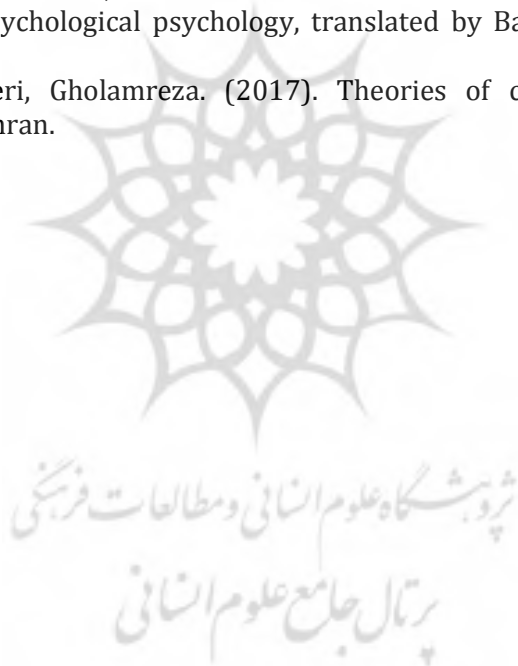 ychological psychology, translated by Ba
eri, Gholamreza. (2017). Theories of c
ran.
پژوهشگاه علوم انسانی و مطالعات فرهنگی
پرتال جامع علوم انسانی